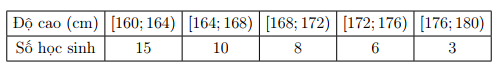 Độ cao (cm) [160; 164) [164; 168) [168; 172) [172; 176) [176; 180)
Số học sinh 15 10 8 6 3